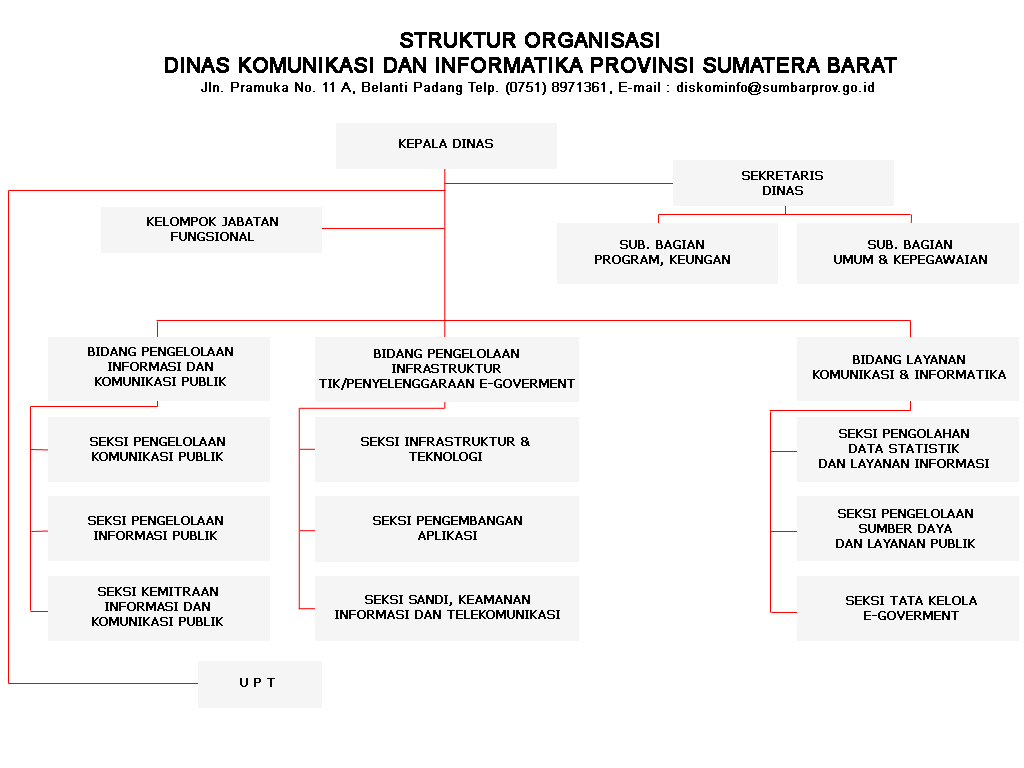 STRUKTUR ORGANISASI
DINAS KOMUNIKASI DAN INFORMATIKA PROVINSI SUMATERA BARAT
Jln. Pramuka No. 11 A, Belanti Padang Telp. (0751) 8971361, E-mail : diskominfo@sumbarprov.go.id
KEPALA DINAS
SEKRETARIS
DINAS
KELOMPOK JABATAN
FUNGSIONAL
SUB. BAGIAN
PROGRAM, KEUNGAN
SUB. BAGIAN
UMUM & KEPEGAWAIAN
BIDANG PENGELOLAAN
INFORMASI DAN
KOMUNIKASI PUBLIK
BIDANG PENGELOLAAN
INFRASTRUKTUR
TIK/PENYELENGGARAAN E-GOVERMENT
BIDANG LAYANAN
KOMUNIKASI & INFORMATIKA
SEKSI PENGELOLAAN
KOMUNIKASI PUBLIK
SEKSI INFRASTRUKTUR &
TEKNOLOGI
SEKSI PENGOLAHAN
DATA STATISTIK
DAN LAYANAN INFORMASI
SEKSI PENGELOLAAN
INFORMASI PUBLIK
SEKSI PENGEMBANGAN
APLIKASI
SEKSI PENGELOLAAN
SUMBER DAYA
DAN LAYANAN PUBLIK
SEKSI KEMITRAAN
INFORMASI DAN
KOMUNIKASI PUBLIK
SEKSI SANDI, KEAMANAN
INFORMASI DAN TELEKOMUNIKASI
SEKSI TATA KELOLA
E-GOVERMENT
U P T